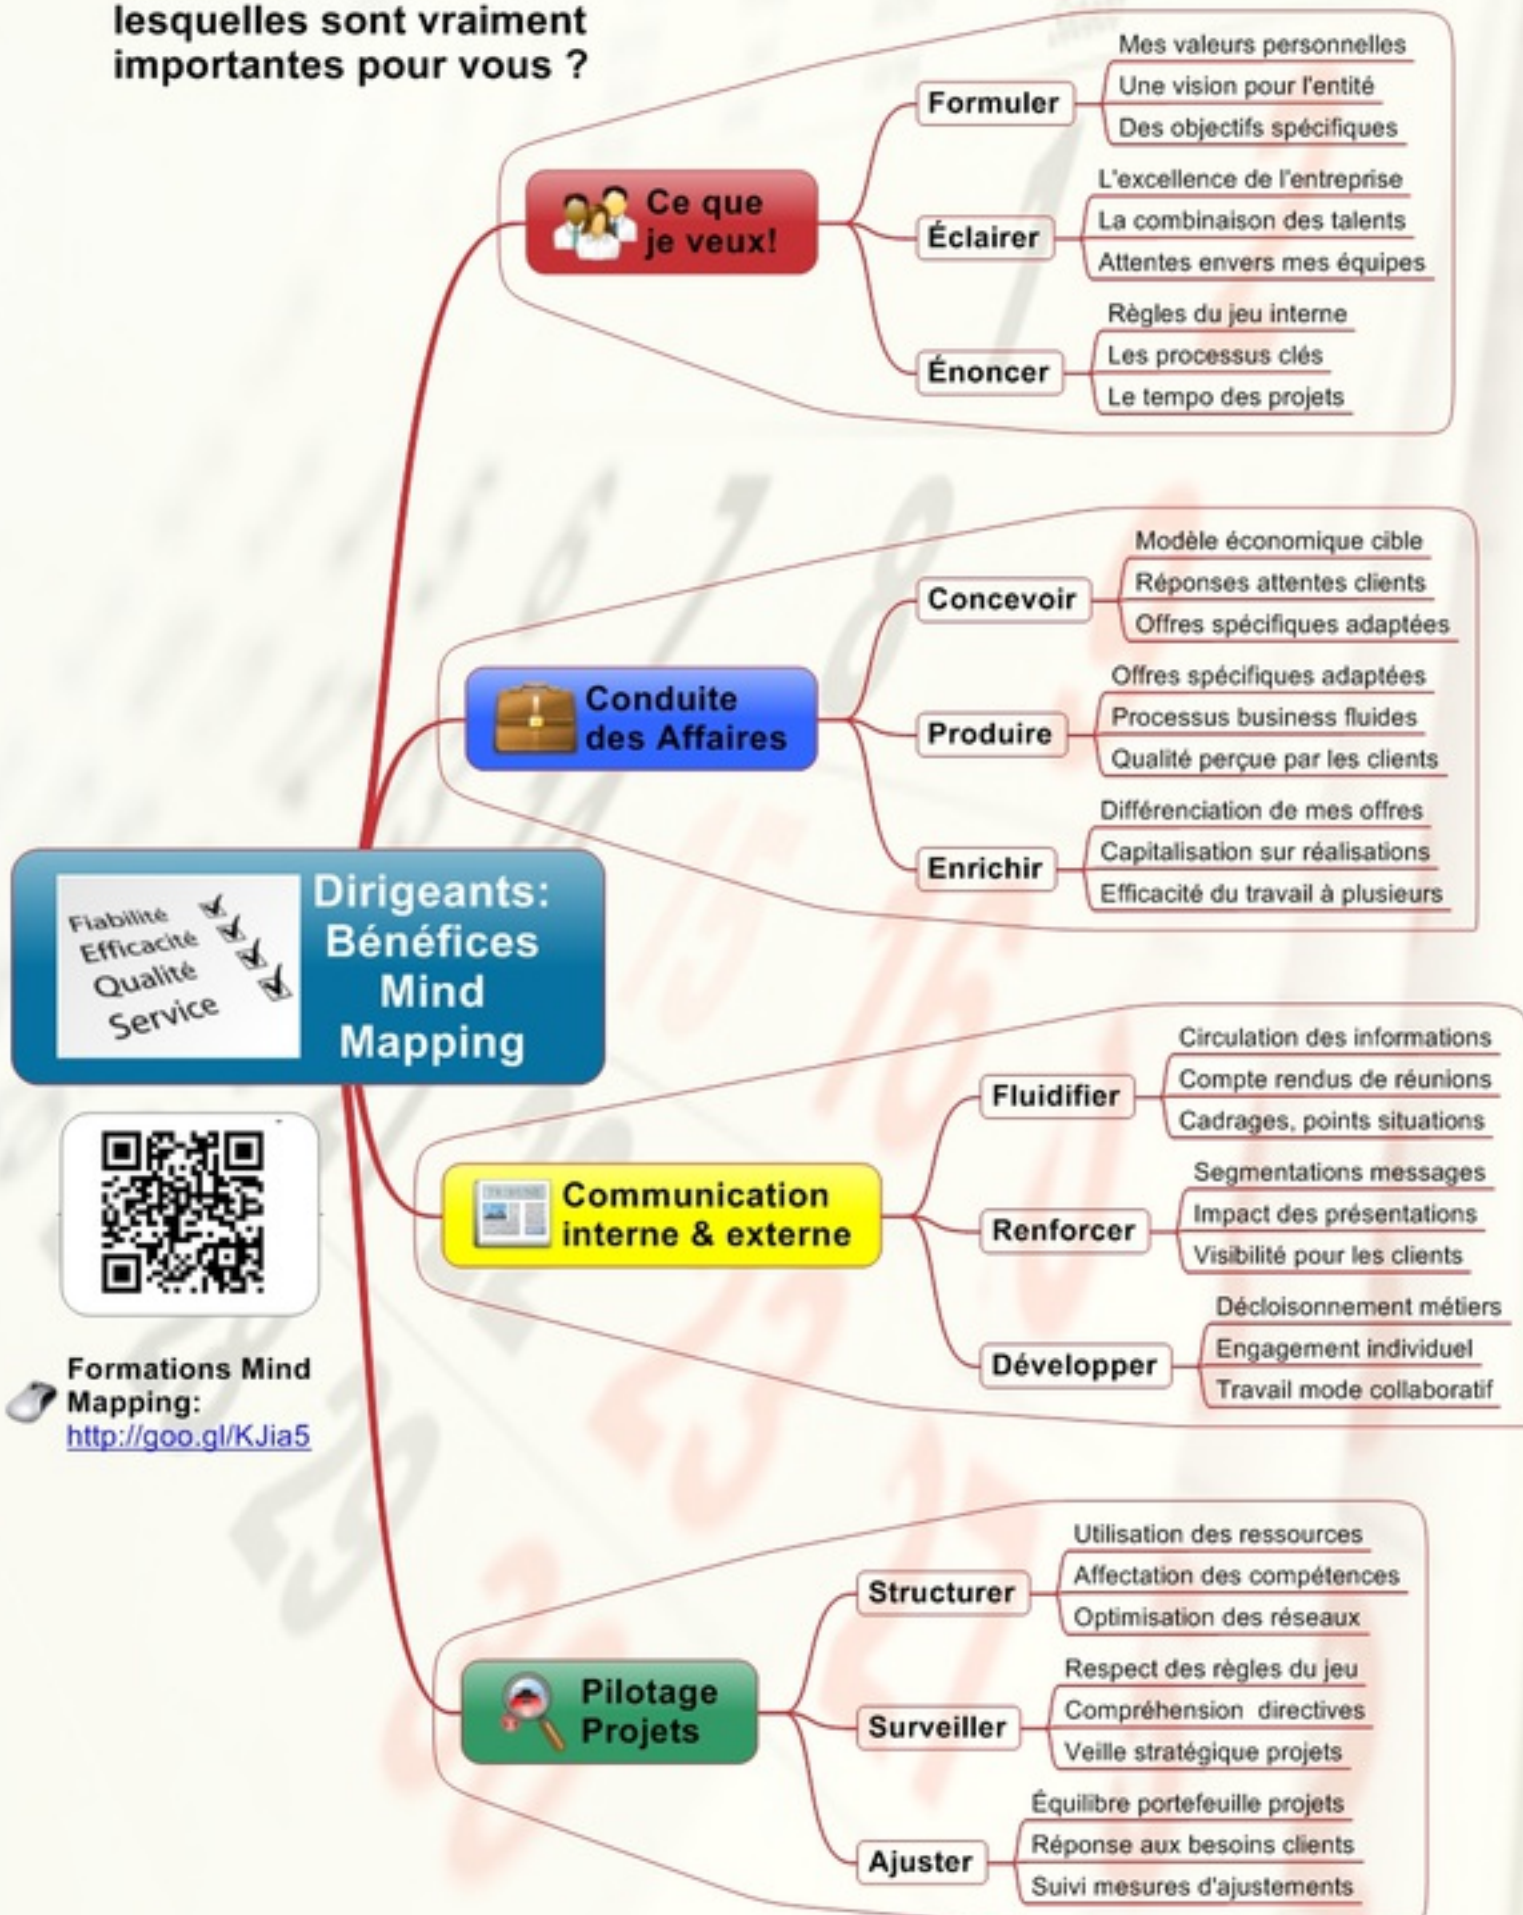 lesquelles sont vraiment
importantes pour vous ?
Ce que
je veux!
Formuler
Mes valeurs personnelles
Une vision pour l'entité
Des objectifs spécifiques
Éclairer
L'excellence de l'entreprise
La combinaison des talents
Attentes envers mes équipes
Énoncer
Règles du jeu interne
Les processus clés
Le tempo des projets
Conduite
des Affaires
Concevoir
Modèle économique cible
Réponses attentes clients
Offres spécifiques adaptées
Produire
Offres spécifiques adaptées
Processus business fluides
Qualité perçue par les clients
Enrichir
Différenciation de mes offres
Capitalisation sur réalisations
Efficacité du travail à plusieurs
Fiabilité
Efficacité
Qualité
Service
Dirigeants:
Bénéfices
Mind
Mapping
Communication
interne & externe
Fluidifier
Circulation des informations
Compte rendus de réunions
Cadrages, points situations
Renforcer
Segmentations messages
Impact des présentations
Visibilité pour les clients
Développer
Décloisonnement métiers
Engagement individuel
Travail mode collaboratif
Formations Mind
Mapping:
http://goo.gl/KJia5
Pilotage
Projets
Structurer
Utilisation des ressources
Affectation des compétences
Optimisation des réseaux
Surveiller
Respect des règles du jeu
Compréhension directives
Veille stratégique projets
Ajuster
Équilibre portefeuille projets
Réponse aux besoins clients
Suivi mesures d'ajustements